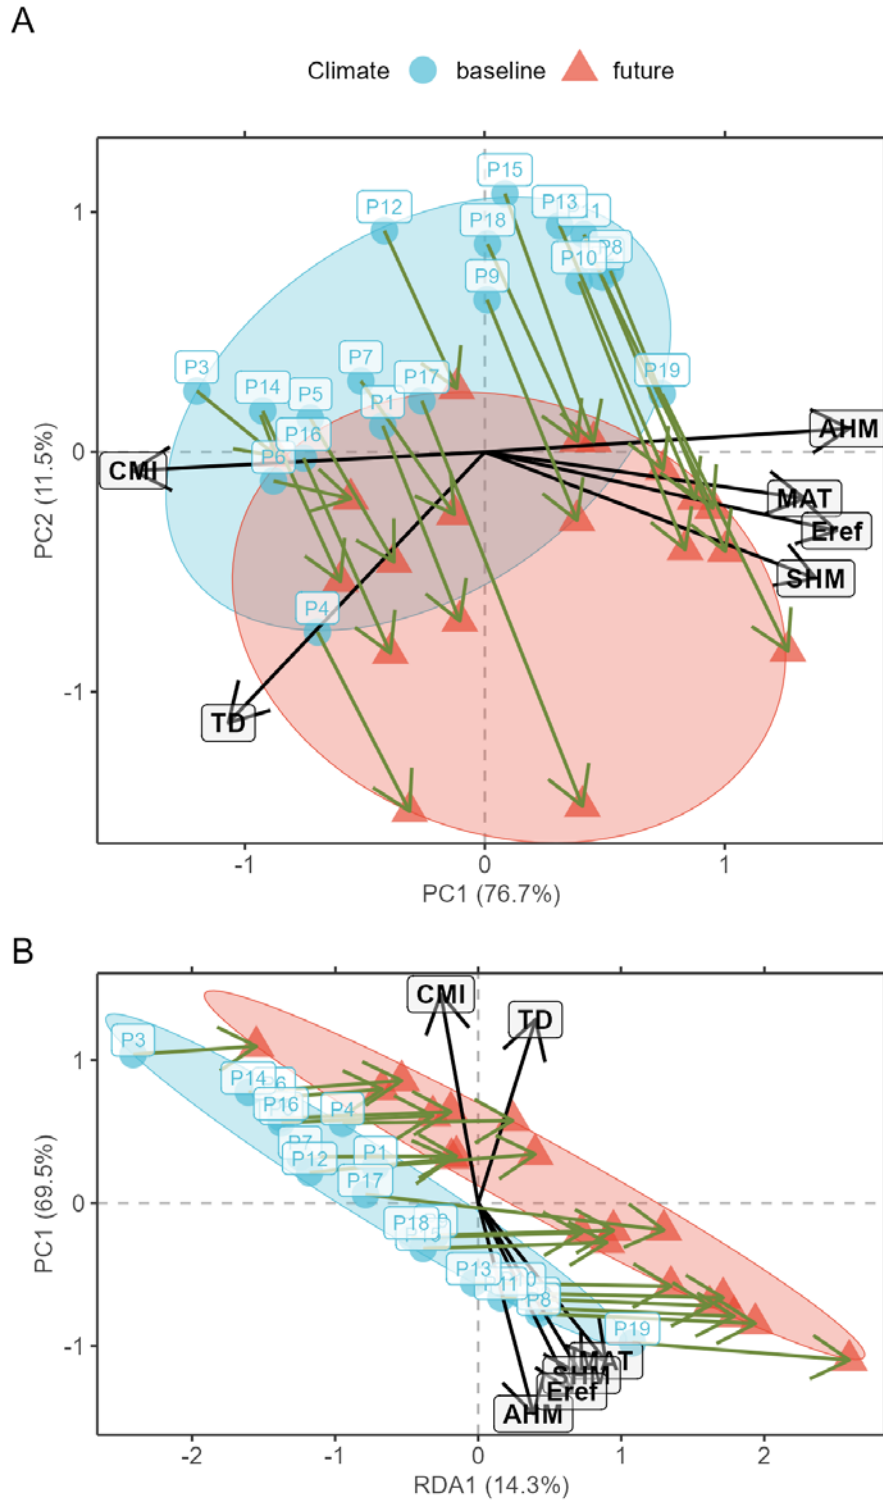 A
Climate baseline future
P15
P12
P13
P11
P18
P8
P10
P9
P3
P7
P19
P14
P5
P17
P1
P16
P6
AHM
CMI
MAT
Eref
SHM
P4
TD
1
0
-1
PC2 (11.5%)
-1 0 1
PC1 (76.7%)
B
CMI
TD
P3
P14
P16
P4
P7
P12
P1
P17
P18
P13
P11
P8
P19
MAT
SHM
Eref
AHM
1
0
-1
PC1 (69.5%)
-2 -1 0 1 2
RDA1 (14.3%)